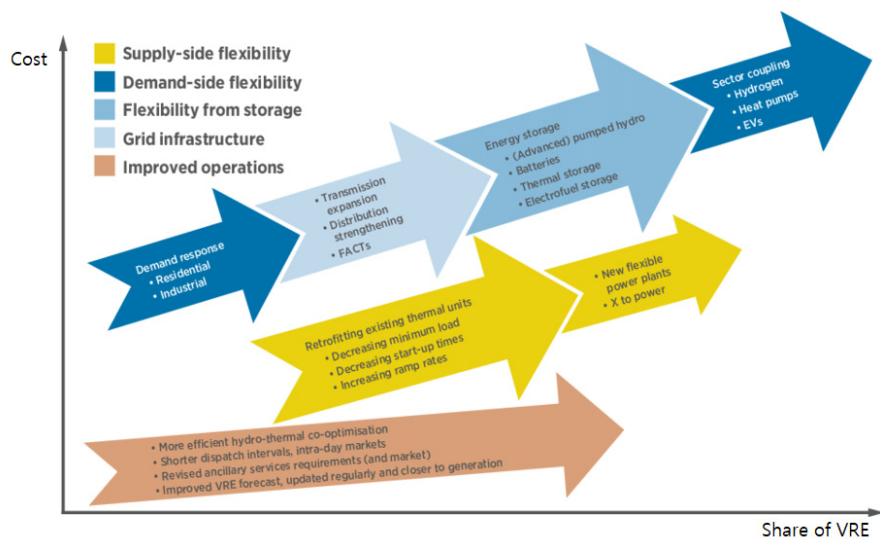 Cost
Supply-side flexibility
Demand-side flexibility
Flexibility from storage
Grid infrastructure
Improved operations
Demand response
• Residential
• Industrial
• Transmission
expansion
• Distribution
strengthening
• FACTs
Energy storage
• (Advanced) pumped hydro
• Batteries
• Thermal storage
• Electrofuel storage
Sector coupling
• Hydrogen
• Heat pumps
• EVs
Retrofitting existing thermal units
• Decreasing minimum load
• Decreasing start-up times
• Increasing ramp rates
• New flexible
power plants
• X to power
• More efficient hydro-thermal co-optimisation
• Shorter dispatch intervals, intra-day markets
• Revised ancillary services requirements (and market)
• Improved VRE forecast, updated regularly and closer to generation
Share of VRE